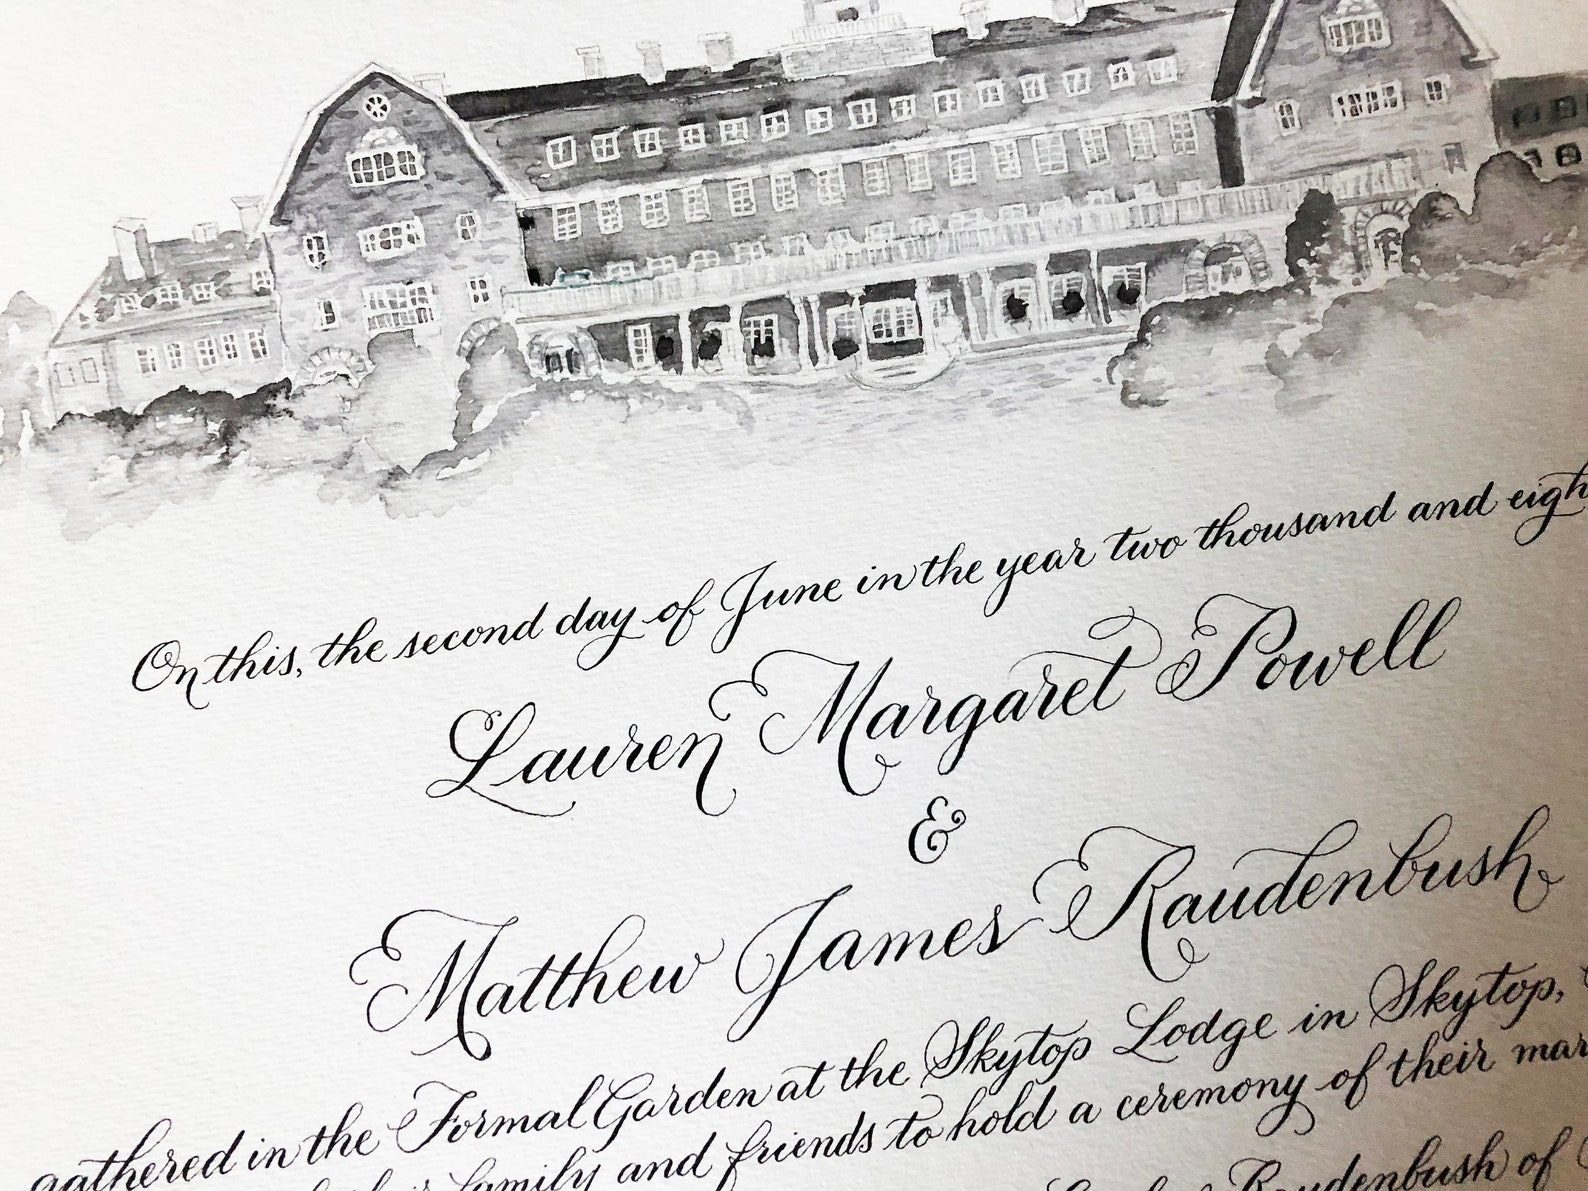 On this, the second day of June in the year two thousand and eigh
Lauren Margaret Powell
&
Matthew James Raudenbush
gathered in the Formal Garden at the Skytop Lodge in Skytop,
family and friends to hold a ceremony of their mar
Raudenbush of